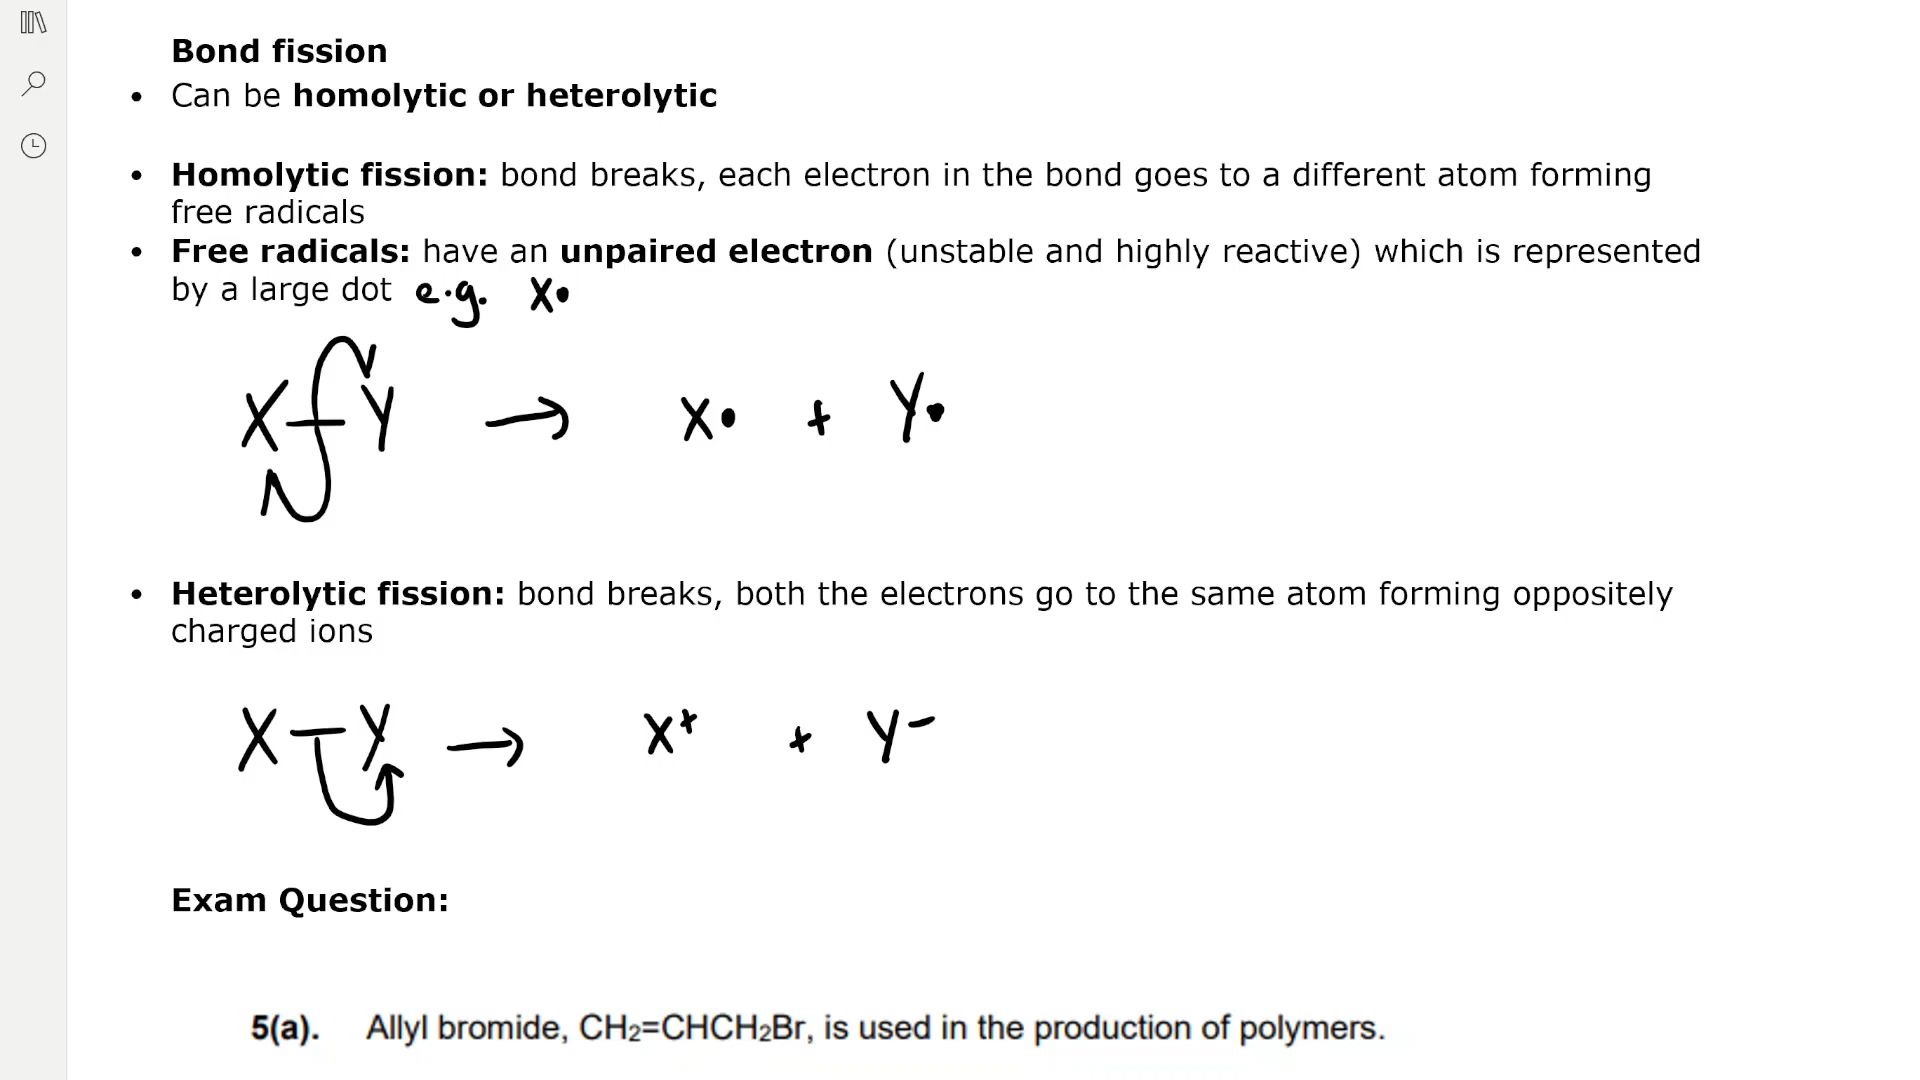 Bond fission
• Can be homolytic or heterolytic
• Homolytic fission: bond breaks, each electron in the bond goes to a different atom forming
free radicals
• Free radicals: have an unpaired electron (unstable and highly reactive) which is represented
by a large dot e.g. X•
X–Y → X• + Y•
• Heterolytic fission: bond breaks, both the electrons go to the same atom forming oppositely
charged ions
X–Y → X⁺ + Y⁻
Exam Question:
5(a). Allyl bromide, CH₂=CHCH₂Br, is used in the production of polymers.